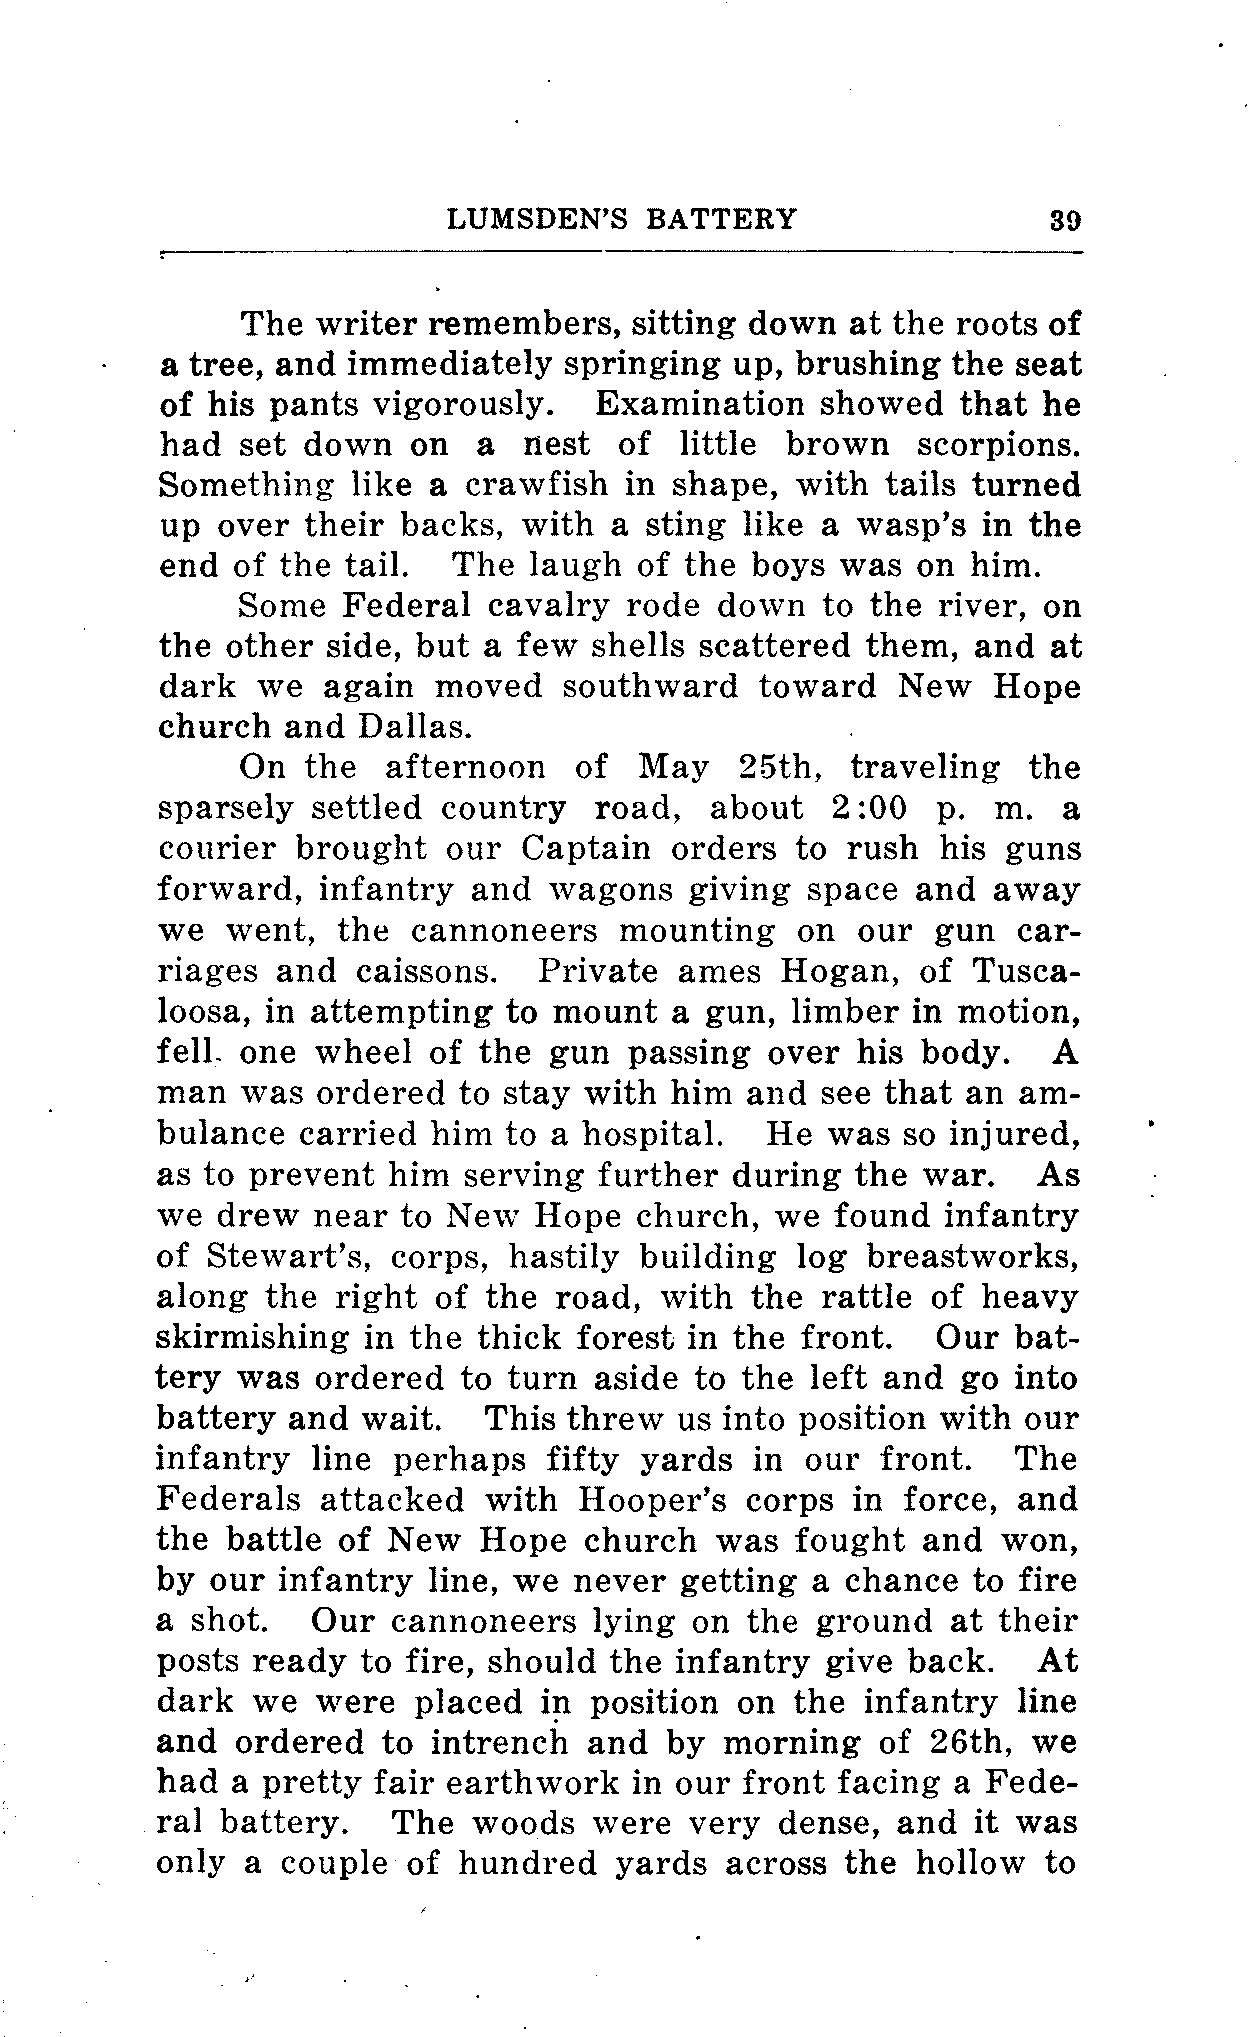 LUMSDEN'S BATTERY 39
The writer remembers, sitting down at the roots of
a tree, and immediately springing up, brushing the seat
of his pants vigorously. Examination showed that he
had set down on a nest of little brown scorpions.
Something like a crawfish in shape, with tails turned
up over their backs, with a sting like a wasp's in the
end of the tail. The laugh of the boys was on him.
Some Federal cavalry rode down to the river, on
the other side, but a few shells scattered them, and at
dark we again moved southward toward New Hope
church and Dallas.
On the afternoon of May 25th, traveling the
sparsely settled country road, about 2:00 p. m. a
courier brought our Captain orders to rush his guns
forward, infantry and wagons giving space and away
we went, the cannoneers mounting on our gun car-
riages and caissons. Private ames Hogan, of Tusca-
loosa, in attempting to mount a gun, limber in motion,
fell. one wheel of the gun passing over his body. A
man was ordered to stay with him and see that an am-
bulance carried him to a hospital. He was so injured,
as to prevent him serving further during the war. As
we drew near to New Hope church, we found infantry
of Stewart's, corps, hastily building log breastworks,
along the right of the road, with the rattle of heavy
skirmishing in the thick forest in the front. Our bat-
tery was ordered to turn aside to the left and go into
battery and wait. This threw us into position with our
infantry line perhaps fifty yards in our front. The
Federals attacked with Hooper's corps in force, and
the battle of New Hope church was fought and won,
by our infantry line, we never getting a chance to fire
a shot. Our cannoneers lying on the ground at their
posts ready to fire, should the infantry give back. At
dark we were placed in position on the infantry line
and ordered to intrench and by morning of 26th, we
had a pretty fair earthwork in our front facing a Fede-
ral battery. The woods were very dense, and it was
only a couple of hundred yards across the hollow to